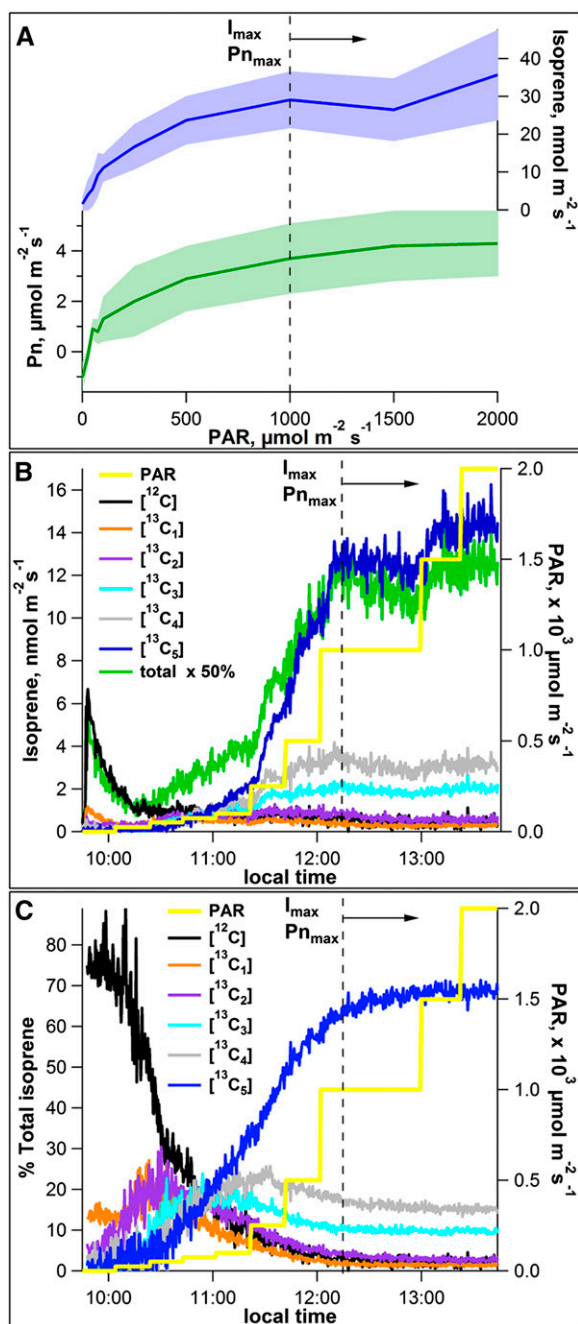 A
I_max
Pn_max
Isoprene, nmol m⁻² s⁻¹
40
30
20
10
0
Pn, µmol m⁻² s⁻¹
4
2
0
0 500 1000 1500 2000
PAR, µmol m⁻² s⁻¹
B
I_max
Pn_max
PAR
[¹²C]
[¹³C₁]
[¹³C₂]
[¹³C₃]
[¹³C₄]
[¹³C₅]
total x 50%
Isoprene, nmol m⁻² s⁻¹
16
14
12
10
8
6
4
2
0
PAR, x 10³ µmol m⁻² s⁻¹
2.0
1.5
1.0
0.5
0.0
10:00 11:00 12:00 13:00
local time
C
I_max
Pn_max
PAR
[¹²C]
[¹³C₁]
[¹³C₂]
[¹³C₃]
[¹³C₄]
[¹³C₅]
% Total isoprene
80
70
60
50
40
30
20
10
0
PAR, x 10³ µmol m⁻² s⁻¹
2.0
1.5
1.0
0.5
0.0
10:00 11:00 12:00 13:00
local time